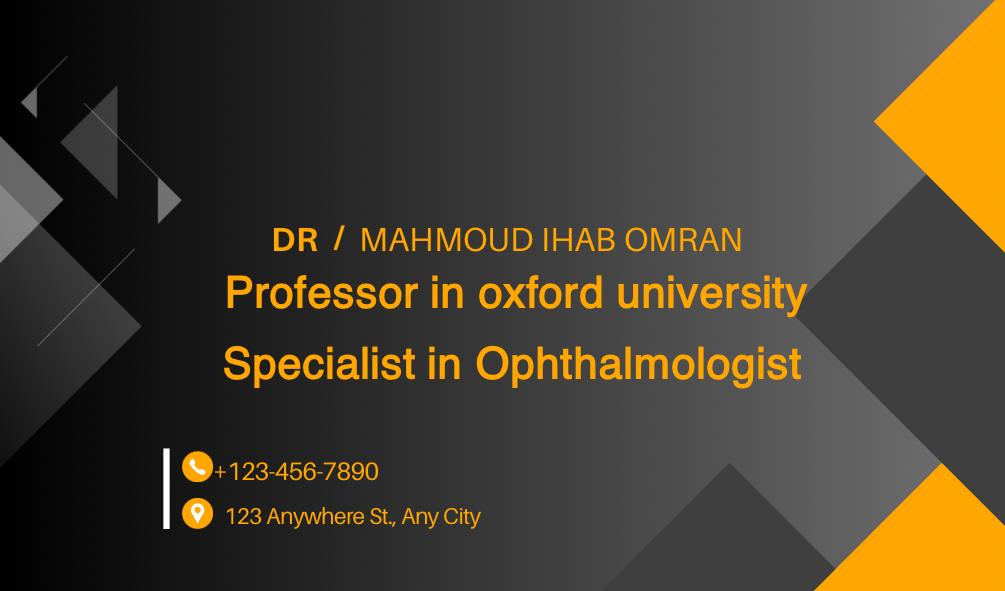 DR / MAHMOUD IHAB OMRAN
Professor in oxford university
Specialist in Ophthalmologist
+123-456-7890
123 Anywhere St., Any City